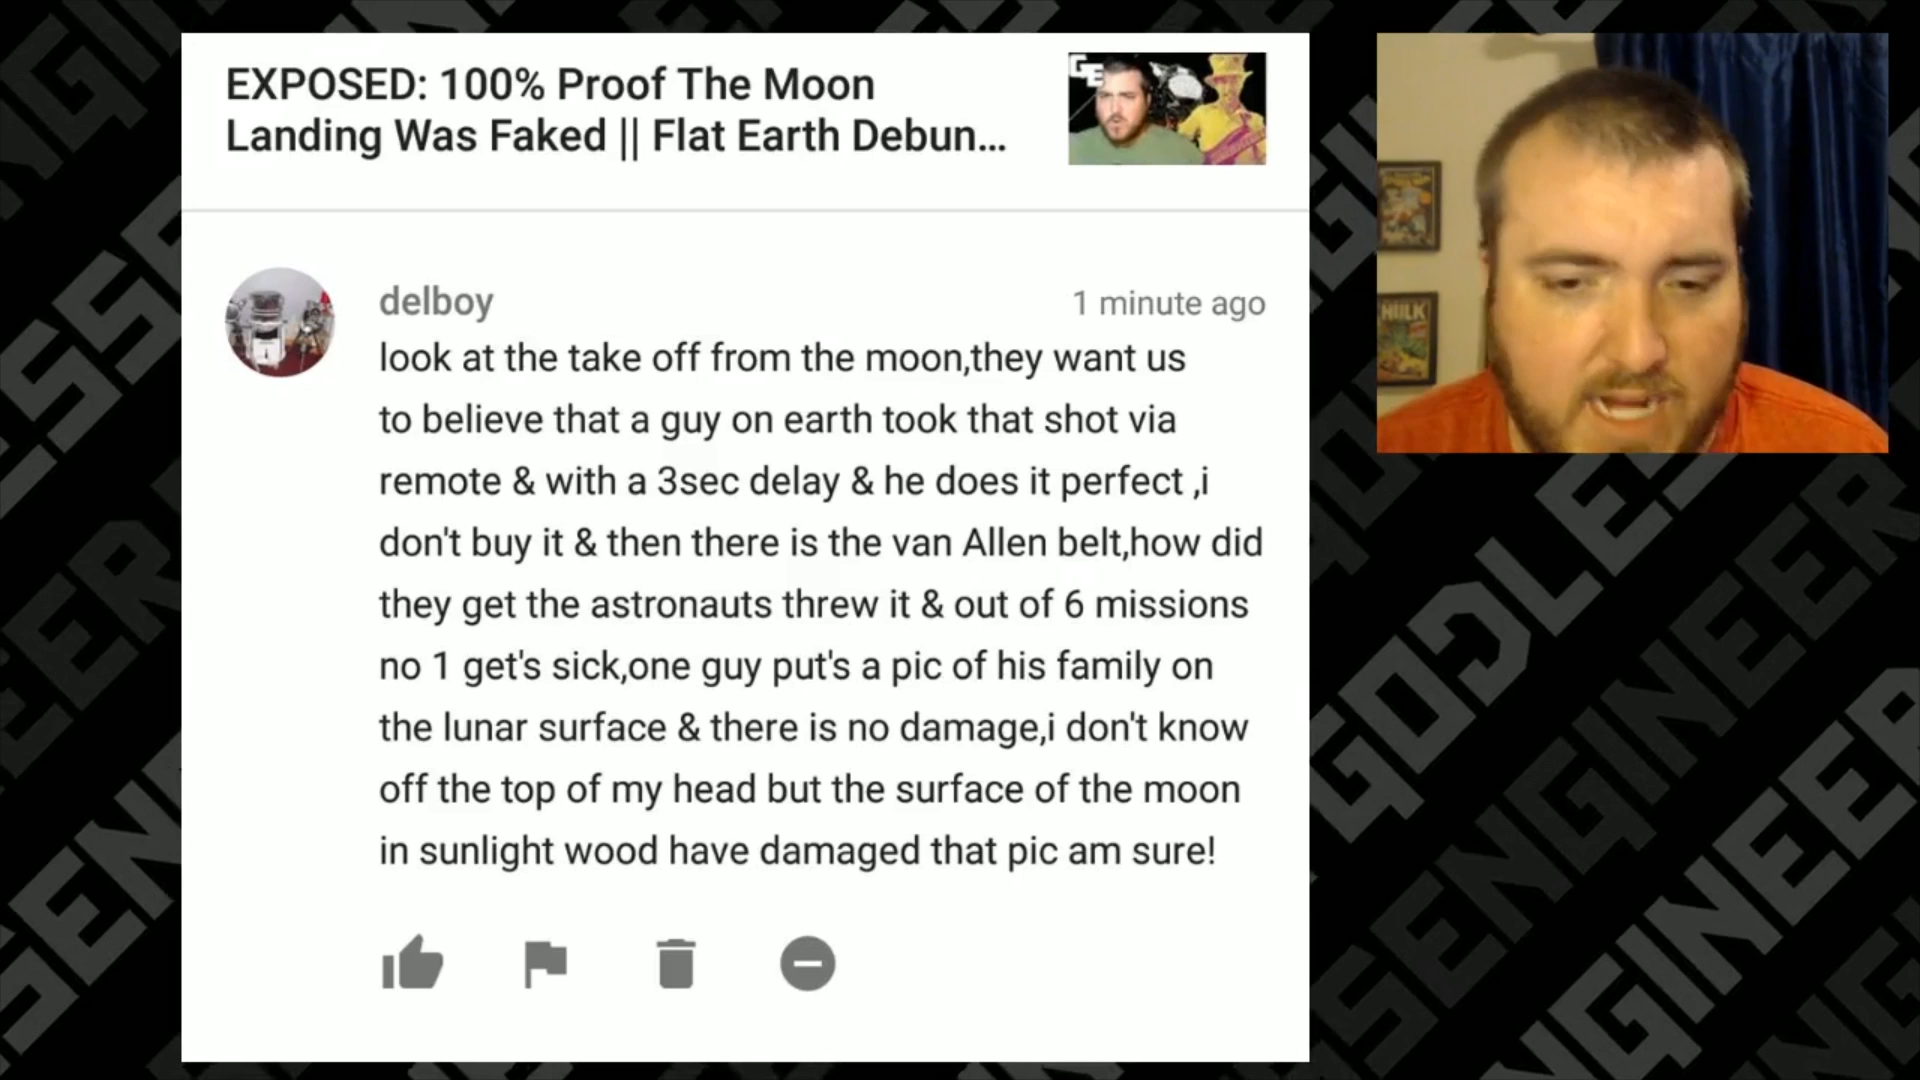 EXPOSED: 100% Proof The Moon
Landing Was Faked || Flat Earth Debun...
GE
delboy
1 minute ago
look at the take off from the moon,they want us
to believe that a guy on earth took that shot via
remote & with a 3sec delay & he does it perfect ,i
don't buy it & then there is the van Allen belt,how did
they get the astronauts threw it & out of 6 missions
no 1 get's sick,one guy put's a pic of his family on
the lunar surface & there is no damage,i don't know
off the top of my head but the surface of the moon
in sunlight wood have damaged that pic am sure!
HULK
GODLE
ENGINEER
NGINEER